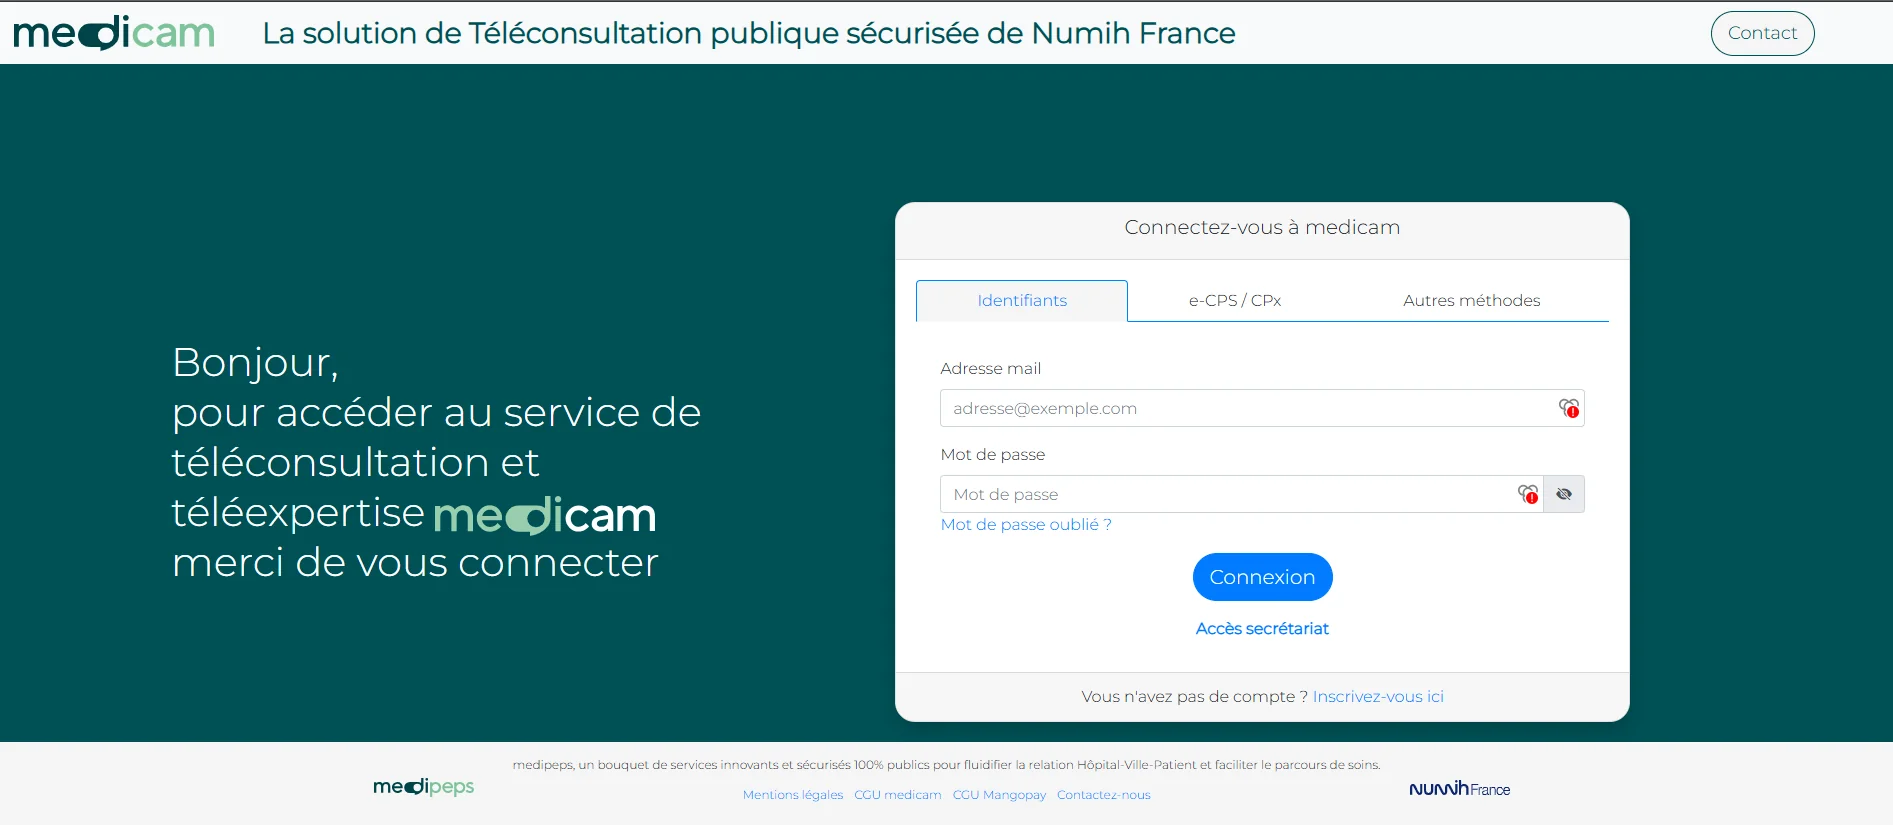 medicam
La solution de Téléconsultation publique sécurisée de Numih France
Contact
Bonjour,
pour accéder au service de
téléconsultation et
téléexpertise medicam
merci de vous connecter
Connectez-vous à medicam
Identifiants
e-CPS / CPx
Autres méthodes
Adresse mail
adresse@exemple.com
Mot de passe
Mot de passe
Mot de passe oublié ?
Connexion
Accès secrétariat
Vous n'avez pas de compte ? Inscrivez-vous ici
medipeps
medipeps, un bouquet de services innovants et sécurisés 100% publics pour fluidifier la relation Hôpital-Ville-Patient et faciliter le parcours de soins.
Mentions légales CGU medicam CGU Mangopay Contactez-nous
numih France